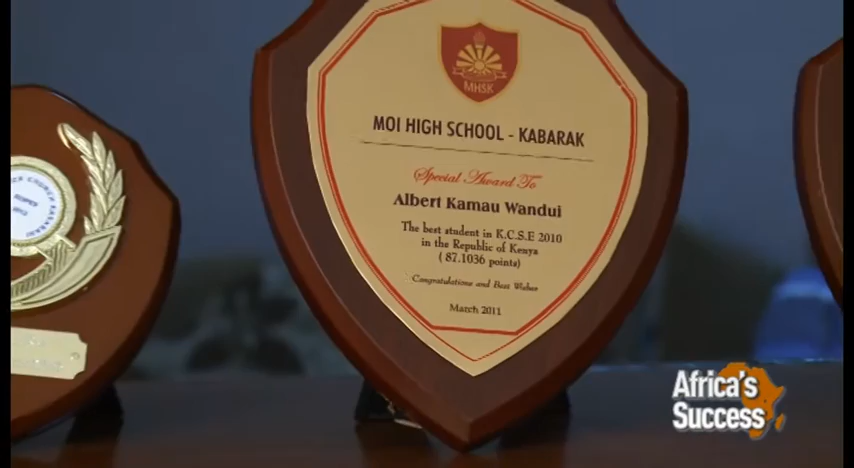 MHSK
MOI HIGH SCHOOL - KABARAK
Special Award To
Albert Kamau Wandui
The best student in K.C.S.E 2010
in the Republic of Kenya
( 87.1036 points)
Congratulations and Best Wishes
March 2011
Africa's
Success